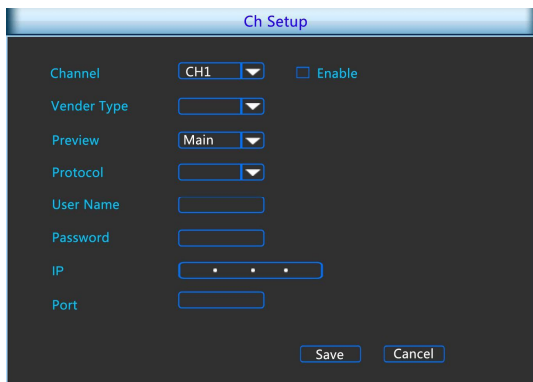 Ch Setup
Channel CH1 Enable
Vender Type
Preview Main
Protocol
User Name
Password
IP . . .
Port
Save Cancel